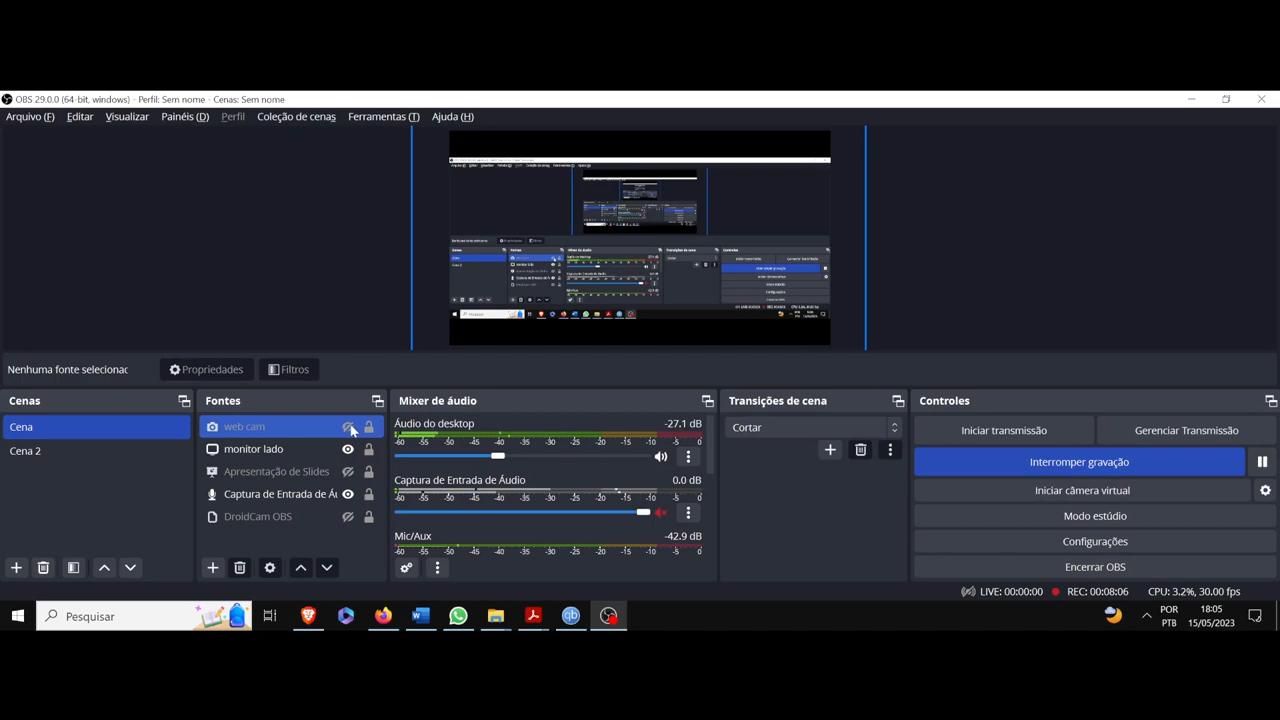 OBS 29.0.0 (64-bit, windows) - Perfil: Sem nome - Cenas: Sem nome
Arquivo (F) Editar Visualizar Painéis (D) Perfil Coleção de cenas Ferramentas (T) Ajuda (H)
Nenhuma fonte selecionac Propriedades Filtros
Cenas
Cena
Cena 2
Fontes
web cam
monitor lado
Apresentação de Slides
Captura de Entrada de Áu
DroidCam OBS
Mixer de áudio
Áudio do desktop -27.1 dB
-60 -55 -50 -45 -40 -35 -30 -25 -20 -15 -10 -5 0
Captura de Entrada de Áudio 0.0 dB
-60 -55 -50 -45 -40 -35 -30 -25 -20 -15 -10 -5 0
Mic/Aux -42.9 dB
-60 -55 -50 -45 -40 -35 -30 -25 -20 -15 -10 -5 0
Transições de cena
Cortar
Controles
Iniciar transmissão Gerenciar Transmissão
Interromper gravação
Iniciar câmera virtual
Modo estúdio
Configurações
Encerrar OBS
LIVE: 00:00:00 REC: 00:08:06 CPU: 3.2%, 30.00 fps
Pesquisar
POR
PTB
18:05
15/05/2023